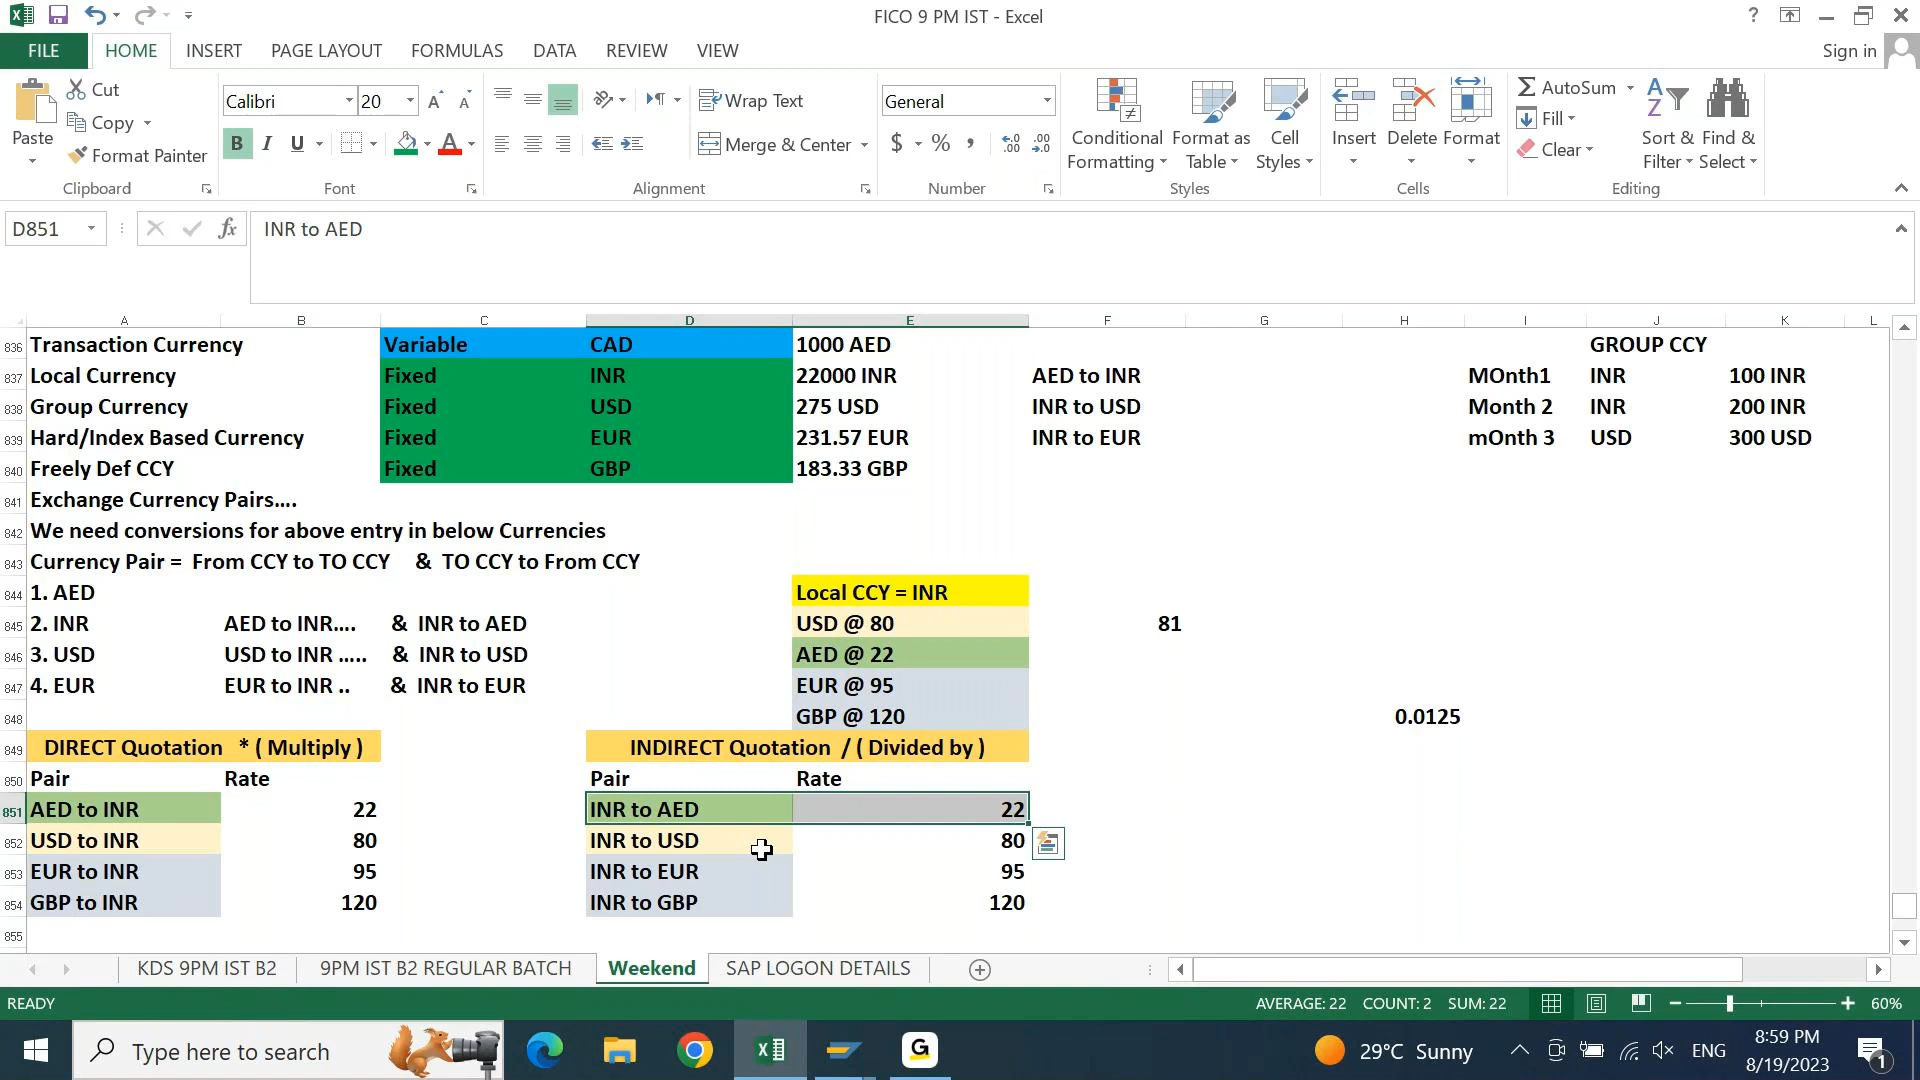 FICO 9 PM IST - Excel
?
FILE HOME INSERT PAGE LAYOUT FORMULAS DATA REVIEW VIEW Sign in
Paste Cut Copy Format Painter Clipboard
Calibri 20 B I U A Font
Wrap Text Merge & Center Alignment
General $ % , .00 Number
Conditional Formatting Format as Table Cell Styles Styles
Insert Delete Format Cells
AutoSum Fill Clear Sort & Filter Find & Select Editing
D851 fx INR to AED
A B C D E F G H I J K L
836 Transaction Currency Variable CAD 1000 AED GROUP CCY
837 Local Currency Fixed INR 22000 INR AED to INR MOnth1 INR 100 INR
838 Group Currency Fixed USD 275 USD INR to USD Month 2 INR 200 INR
839 Hard/Index Based Currency Fixed EUR 231.57 EUR INR to EUR mOnth 3 USD 300 USD
840 Freely Def CCY Fixed GBP 183.33 GBP
841 Exchange Currency Pairs....
842 We need conversions for above entry in below Currencies
843 Currency Pair = From CCY to TO CCY & TO CCY to From CCY
844 1. AED Local CCY = INR
845 2. INR AED to INR.... & INR to AED USD @ 80 81
846 3. USD USD to INR ..... & INR to USD AED @ 22
847 4. EUR EUR to INR .. & INR to EUR EUR @ 95
848 GBP @ 120 0.0125
849 DIRECT Quotation * ( Multiply ) INDIRECT Quotation / ( Divided by )
850 Pair Rate Pair Rate
851 AED to INR 22 INR to AED 22
852 USD to INR 80 INR to USD 80
853 EUR to INR 95 INR to EUR 95
854 GBP to INR 120 INR to GBP 120
855
KDS 9PM IST B2 9PM IST B2 REGULAR BATCH Weekend SAP LOGON DETAILS
READY AVERAGE: 22 COUNT: 2 SUM: 22 60%
Type here to search 29°C Sunny ENG 8:59 PM
8/19/2023 1